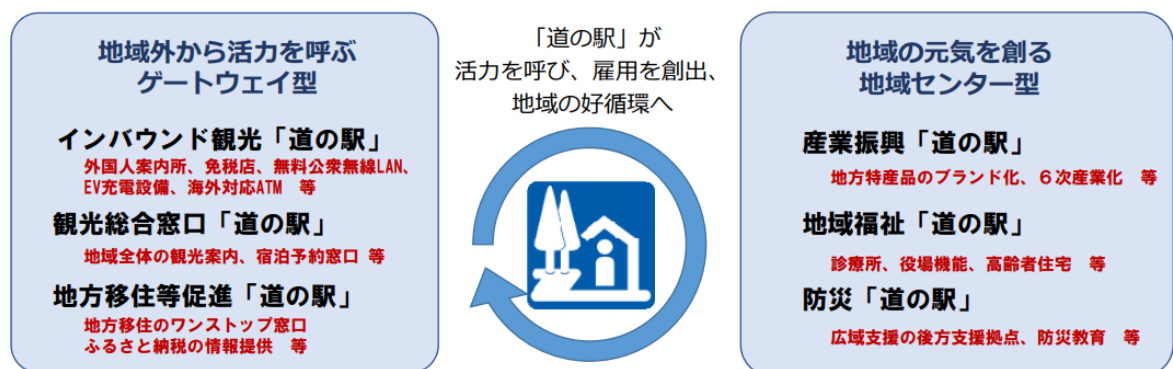 地域外から活力を呼ぶ
ゲートウェイ型
インバウンド観光「道の駅」
外国人案内所、免税店、無料公衆無線LAN、
EV充電設備、海外対応ATM　等
観光総合窓口「道の駅」
地域全体の観光案内、宿泊予約窓口　等
地方移住等促進「道の駅」
地方移住のワンストップ窓口
ふるさと納税の情報提供　等
「道の駅」が
活力を呼び、雇用を創出、
地域の好循環へ
地域の元気を創る
地域センター型
産業振興「道の駅」
地方特産品のブランド化、６次産業化　等
地域福祉「道の駅」
診療所、役場機能、高齢者住宅　等
防災「道の駅」
広域支援の後方支援拠点、防災教育　等